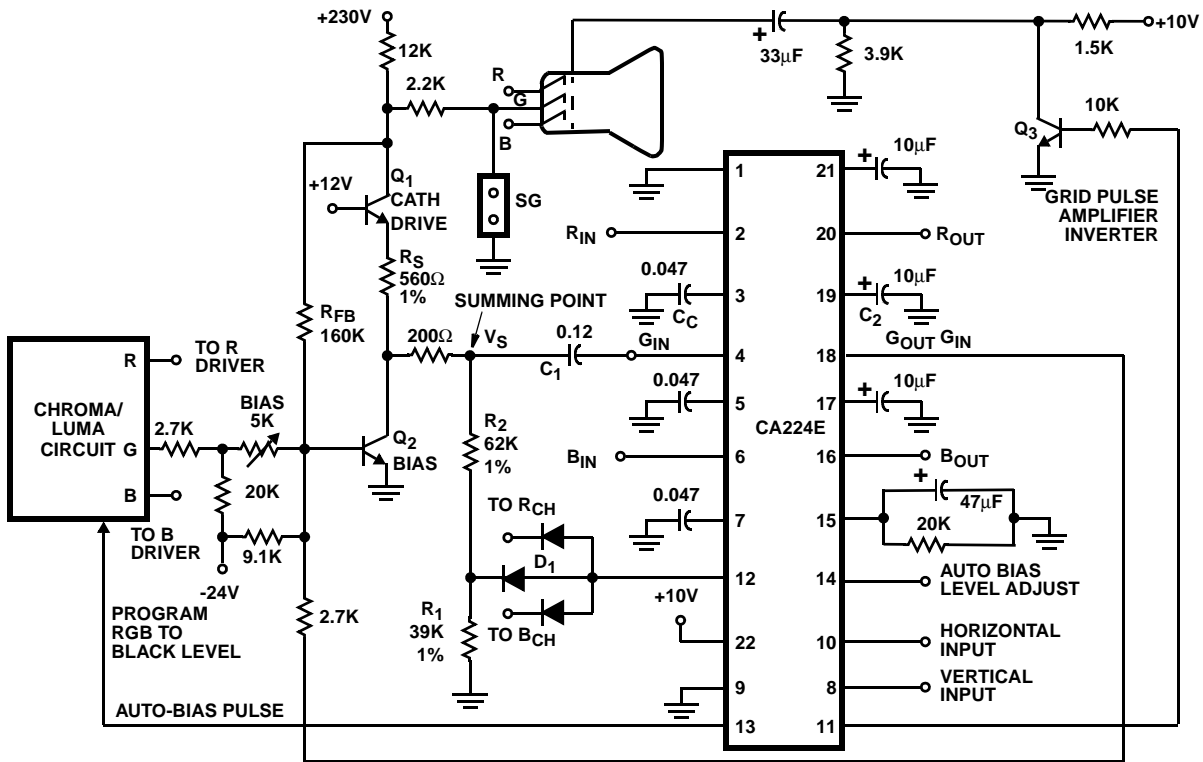 +230V
12K
2.2K
R
G
B
SG
+
33µF
3.9K
1.5K
+10V
10K
Q3
GRID PULSE
AMPLIFIER
INVERTER
Q1
CATH
DRIVE
+12V
RS
560Ω
1%
RFB
160K
SUMMING POINT
200Ω
VS
0.12
C1
GIN
RIN
0.047
CC
0.047
BIN
0.047
R2
62K
1%
Q2
BIAS
CHROMA/
LUMA
CIRCUIT
R
G
B
TO R
DRIVER
BIAS
5K
2.7K
20K
TO B
DRIVER
9.1K
-24V
PROGRAM
RGB TO
BLACK LEVEL
2.7K
AUTO-BIAS PULSE
TO RCH
D1
TO BCH
R1
39K
1%
+10V
CA224E
1
2
3
4
5
6
7
12
22
9
13
21
20
19
18
17
16
15
14
10
8
11
+
10µF
ROUT
+
10µF
C2
GOUT GIN
+
10µF
BOUT
+
47µF
20K
AUTO BIAS
LEVEL ADJUST
HORIZONTAL
INPUT
VERTICAL
INPUT